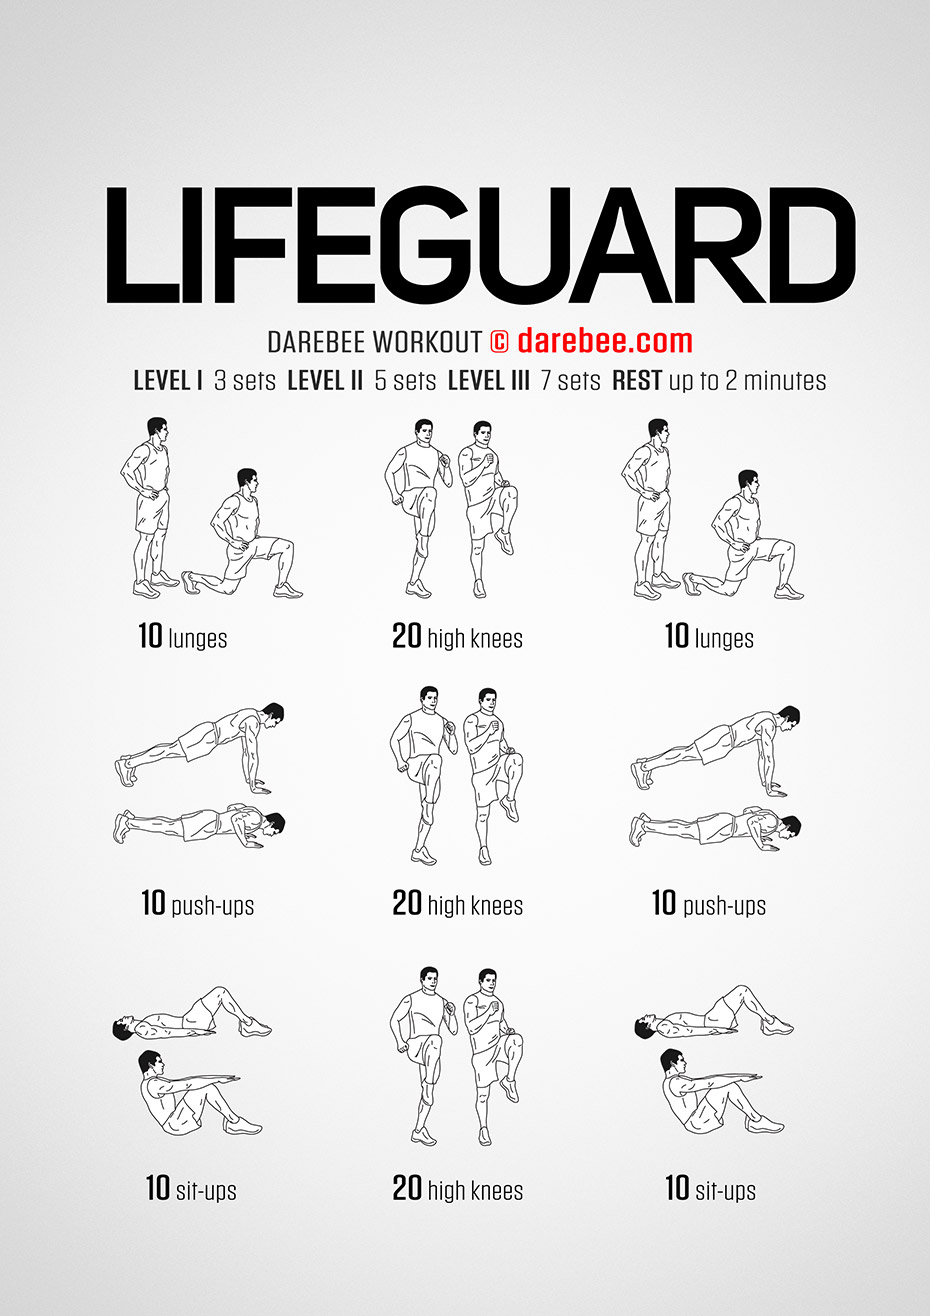 LIFEGUARD
DAREBEE WORKOUT © darebee.com
LEVEL I 3 sets LEVEL II 5 sets LEVEL III 7 sets REST up to 2 minutes
10 lunges 20 high knees 10 lunges
10 push-ups 20 high knees 10 push-ups
10 sit-ups 20 high knees 10 sit-ups